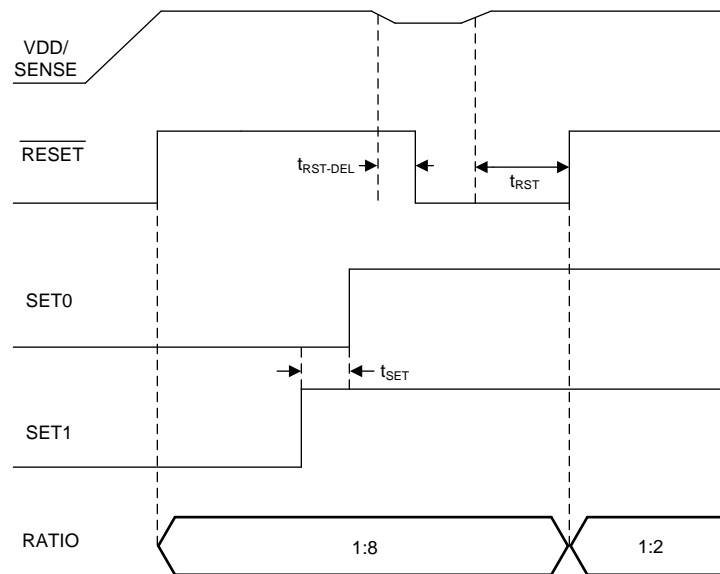 VDD/
SENSE
RESET
tRST-DEL
tRST
SET0
tSET
SET1
RATIO
1:8
1:2